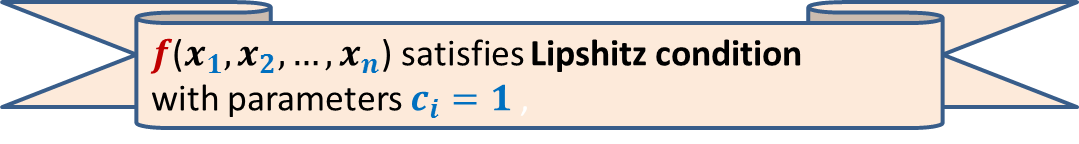 f(x₁, x₂, …, xₙ) satisfies Lipshitz condition
with parameters cᵢ = 1 ,